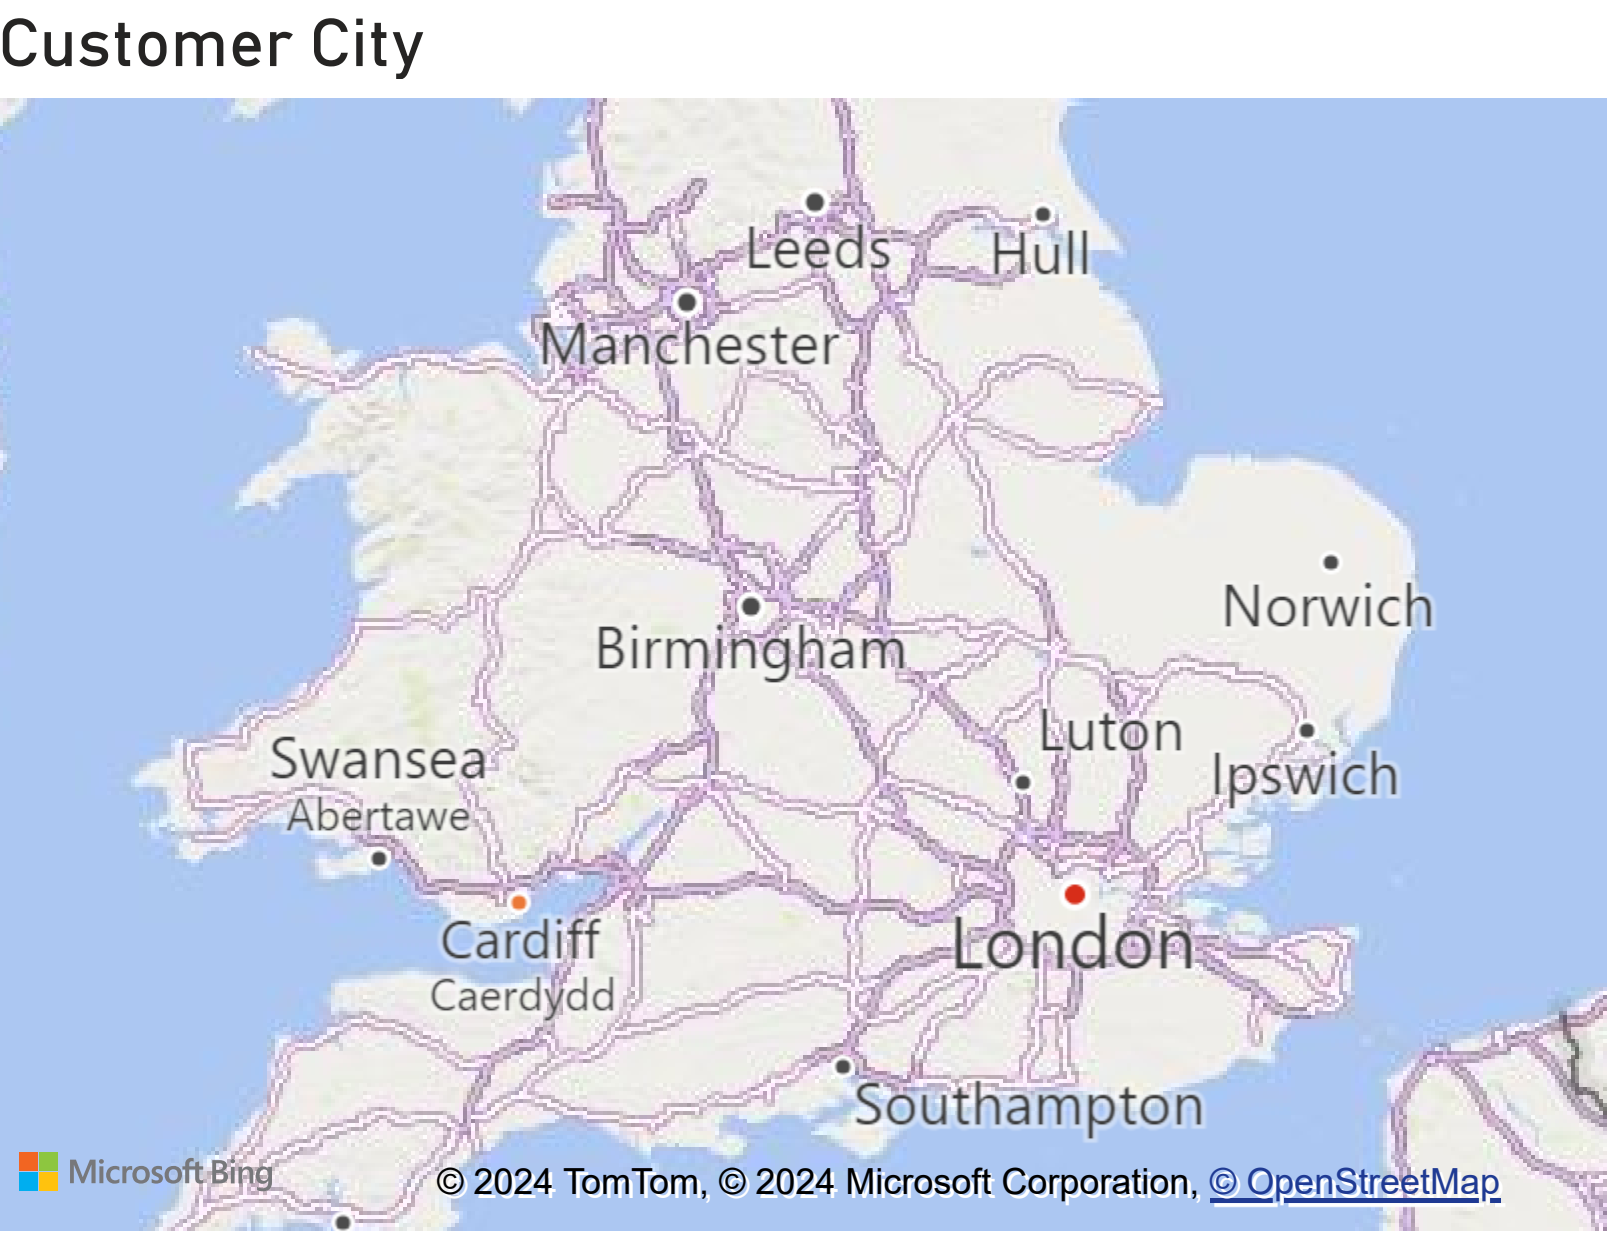 Customer City
Leeds
Hull
Manchester
Norwich
Birmingham
Luton
Swansea
Ipswich
Abertawe
London
Cardiff
Caerdydd
Southampton
Microsoft Bing
© 2024 TomTom, © 2024 Microsoft Corporation, © OpenStreetMap